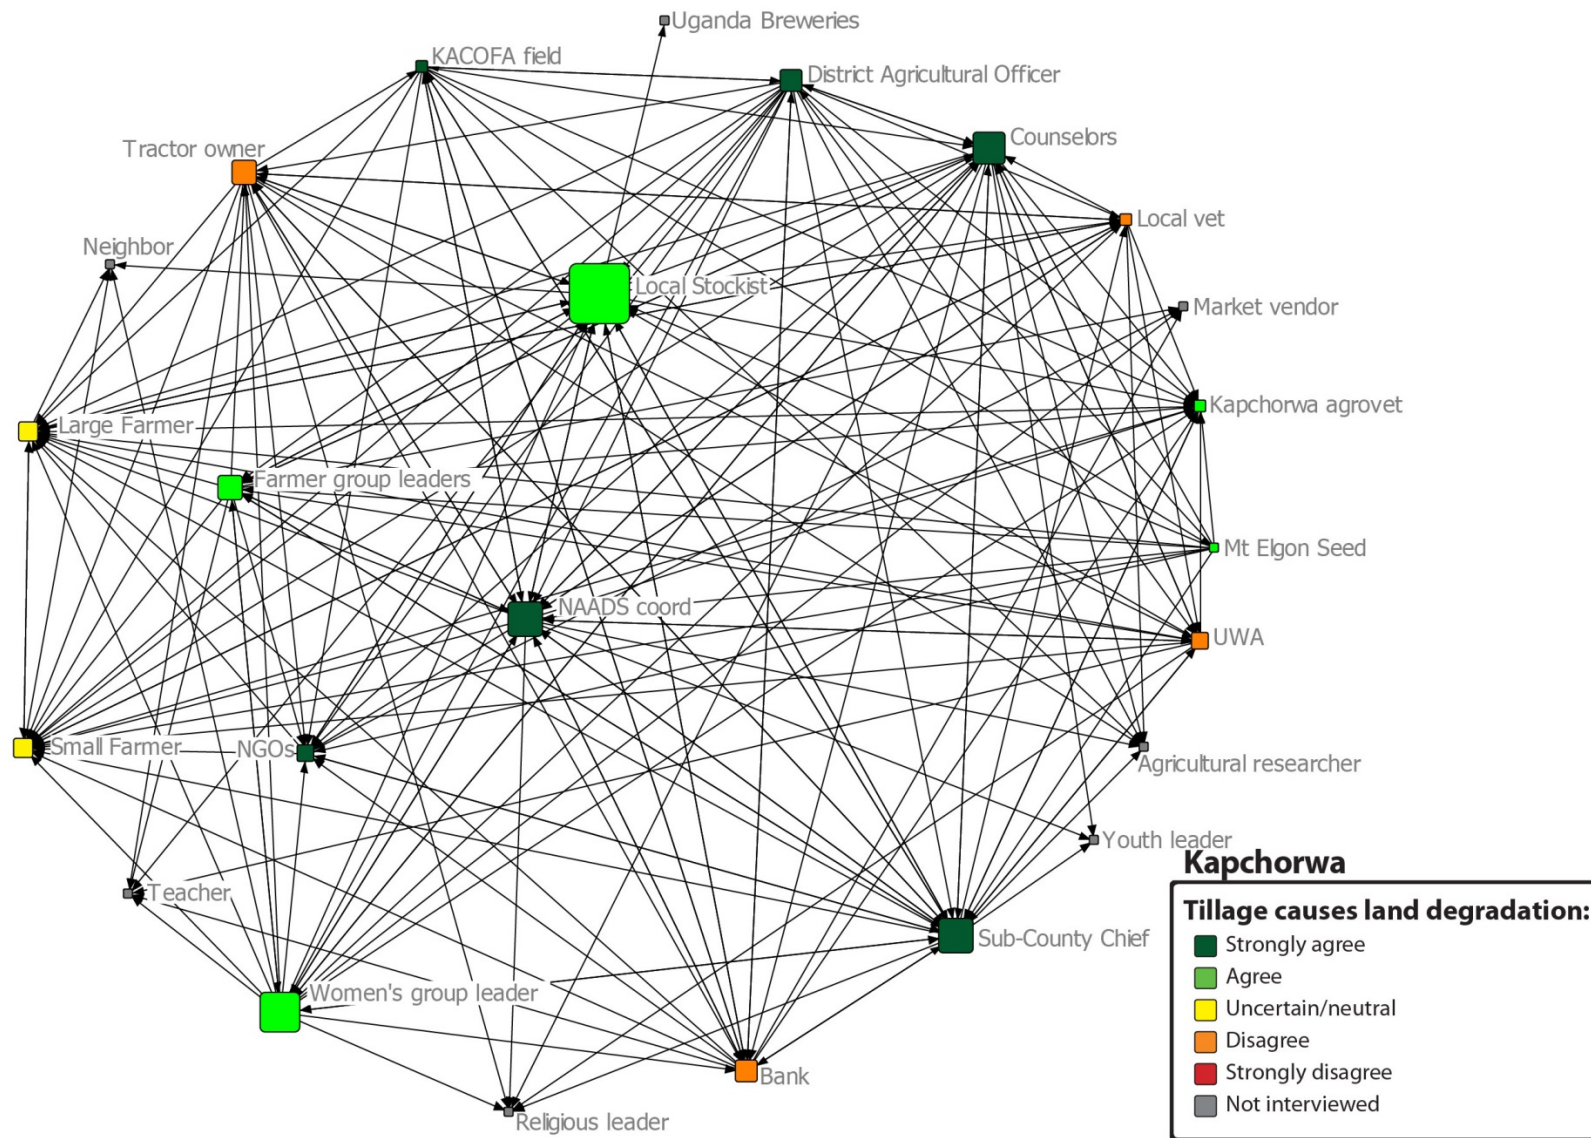 Uganda Breweries
KACOFA field
District Agricultural Officer
Counselors
Tractor owner
Local vet
Neighbor
Local Stockist
Market vendor
Kapchorwa agrovet
Large Farmer
Farmer group leaders
Mt Elgon Seed
NAADS coord
UWA
Small Farmer
NGOs
Agricultural researcher
Youth leader
Teacher
Sub-County Chief
Women's group leader
Bank
Religious leader
Kapchorwa
Tillage causes land degradation:
Strongly agree
Agree
Uncertain/neutral
Disagree
Strongly disagree
Not interviewed